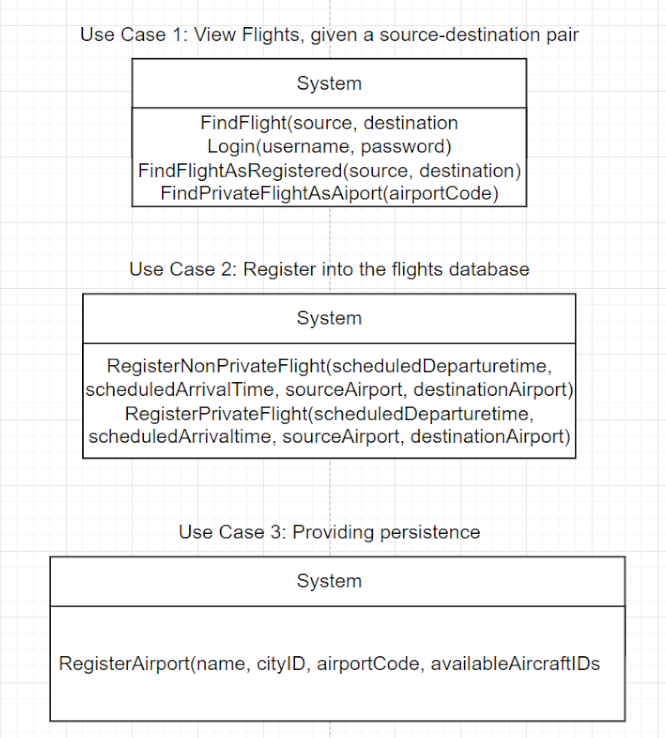 Use Case 1: View Flights, given a source-destination pair
System
FindFlight(source, destination
Login(username, password)
FindFlightAsRegistered(source, destination)
FindPrivateFlightAsAiport(airportCode)
Use Case 2: Register into the flights database
System
RegisterNonPrivateFlight(scheduledDeparturetime,
scheduledArrivalTime, sourceAirport, destinationAirport)
RegisterPrivateFlight(scheduledDeparturetime,
scheduledArrivaltime, sourceAirport, destinationAirport)
Use Case 3: Providing persistence
System
RegisterAirport(name, cityID, airportCode, availableAircraftIDs